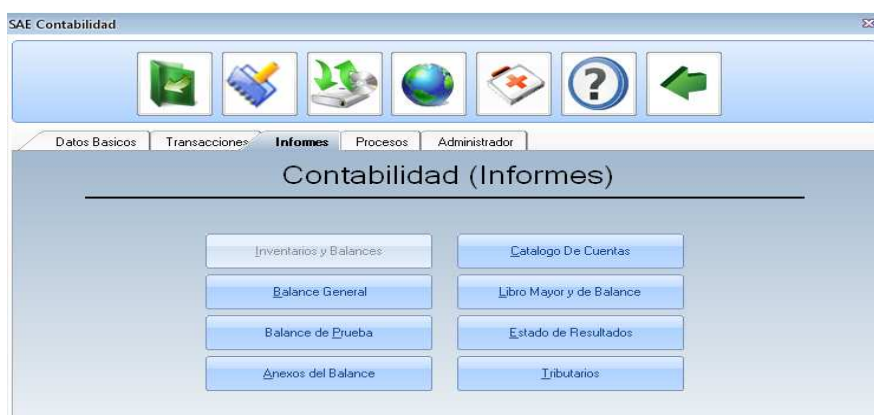 SAE Contabilidad
Datos Basicos Transacciones Informes Procesos Administrador
Contabilidad (Informes)
Inventarios y Balances Catalogo De Cuentas
Balance General Libro Mayor y de Balance
Balance de Prueba Estado de Resultados
Anexos del Balance Tributarios